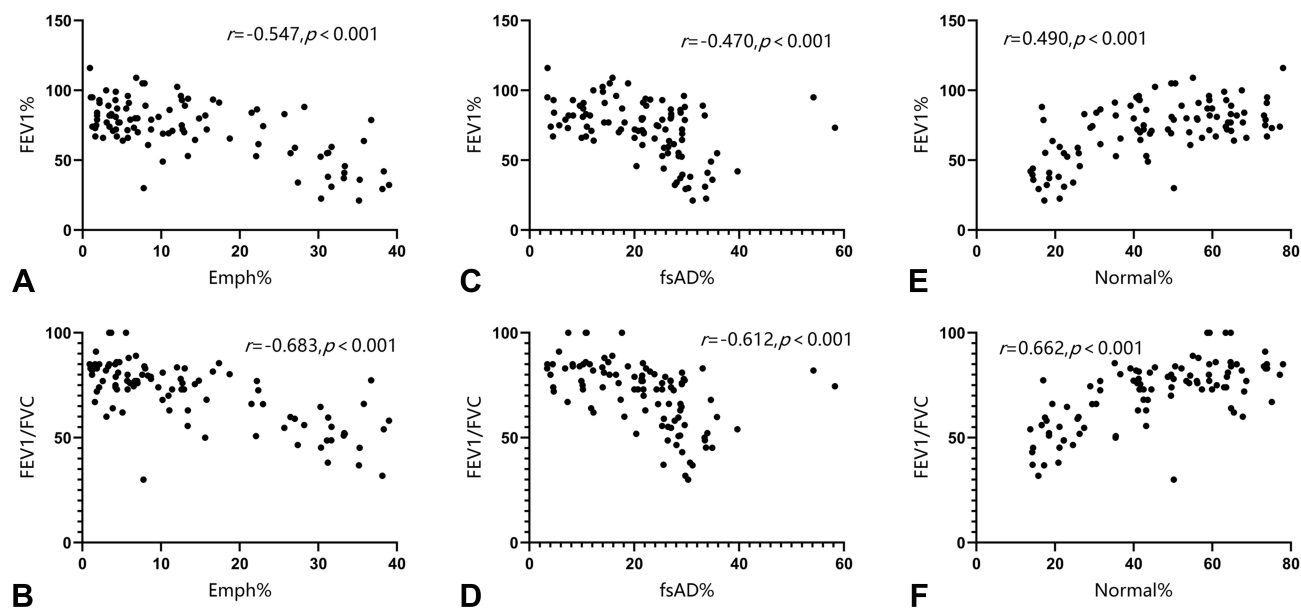 150
100
50
0
FEV1%
r=-0.547,p<0.001
0 10 20 30 40
Emph%
A
150
100
50
0
FEV1%
r=-0.470,p<0.001
0 20 40 60
fsAD%
C
150
100
50
0
FEV1%
r=0.490,p<0.001
0 20 40 60 80
Normal%
E
100
50
0
FEV1/FVC
r=-0.683,p<0.001
0 10 20 30 40
Emph%
B
100
50
0
FEV1/FVC
r=-0.612,p<0.001
0 20 40 60
fsAD%
D
100
50
0
FEV1/FVC
r=0.662,p<0.001
0 20 40 60 80
Normal%
F